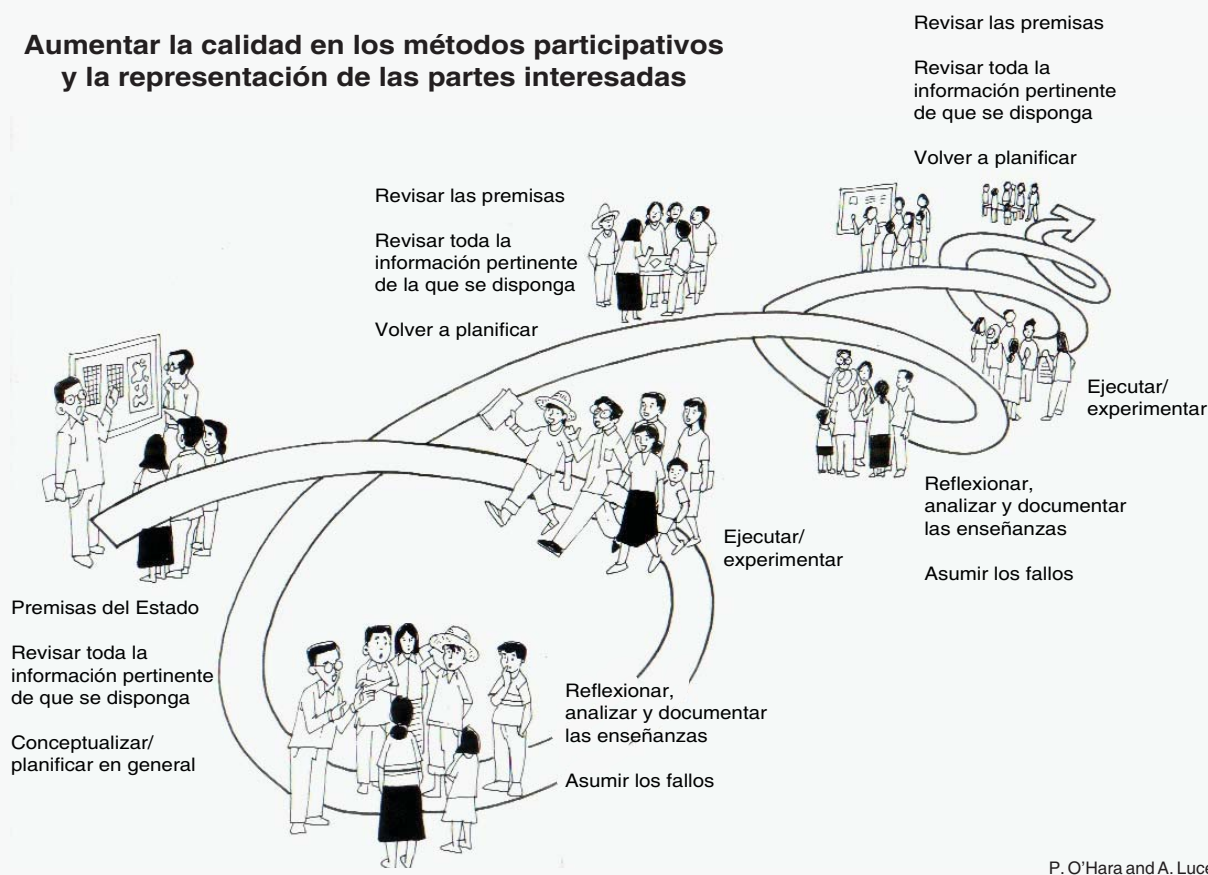 Aumentar la calidad en los métodos participativos
y la representación de las partes interesadas
Premisas del Estado
Revisar toda la
información pertinente
de que se disponga
Conceptualizar/
planificar en general
Ejecutar/
experimentar
Reflexionar,
analizar y documentar
las enseñanzas
Asumir los fallos
Revisar las premisas
Revisar toda la
información pertinente
de la que se disponga
Volver a planificar
Ejecutar/
experimentar
Reflexionar,
analizar y documentar
las enseñanzas
Asumir los fallos
Revisar las premisas
Revisar toda la
información pertinente
de que se disponga
Volver a planificar
P. O'Hara and A. Luce